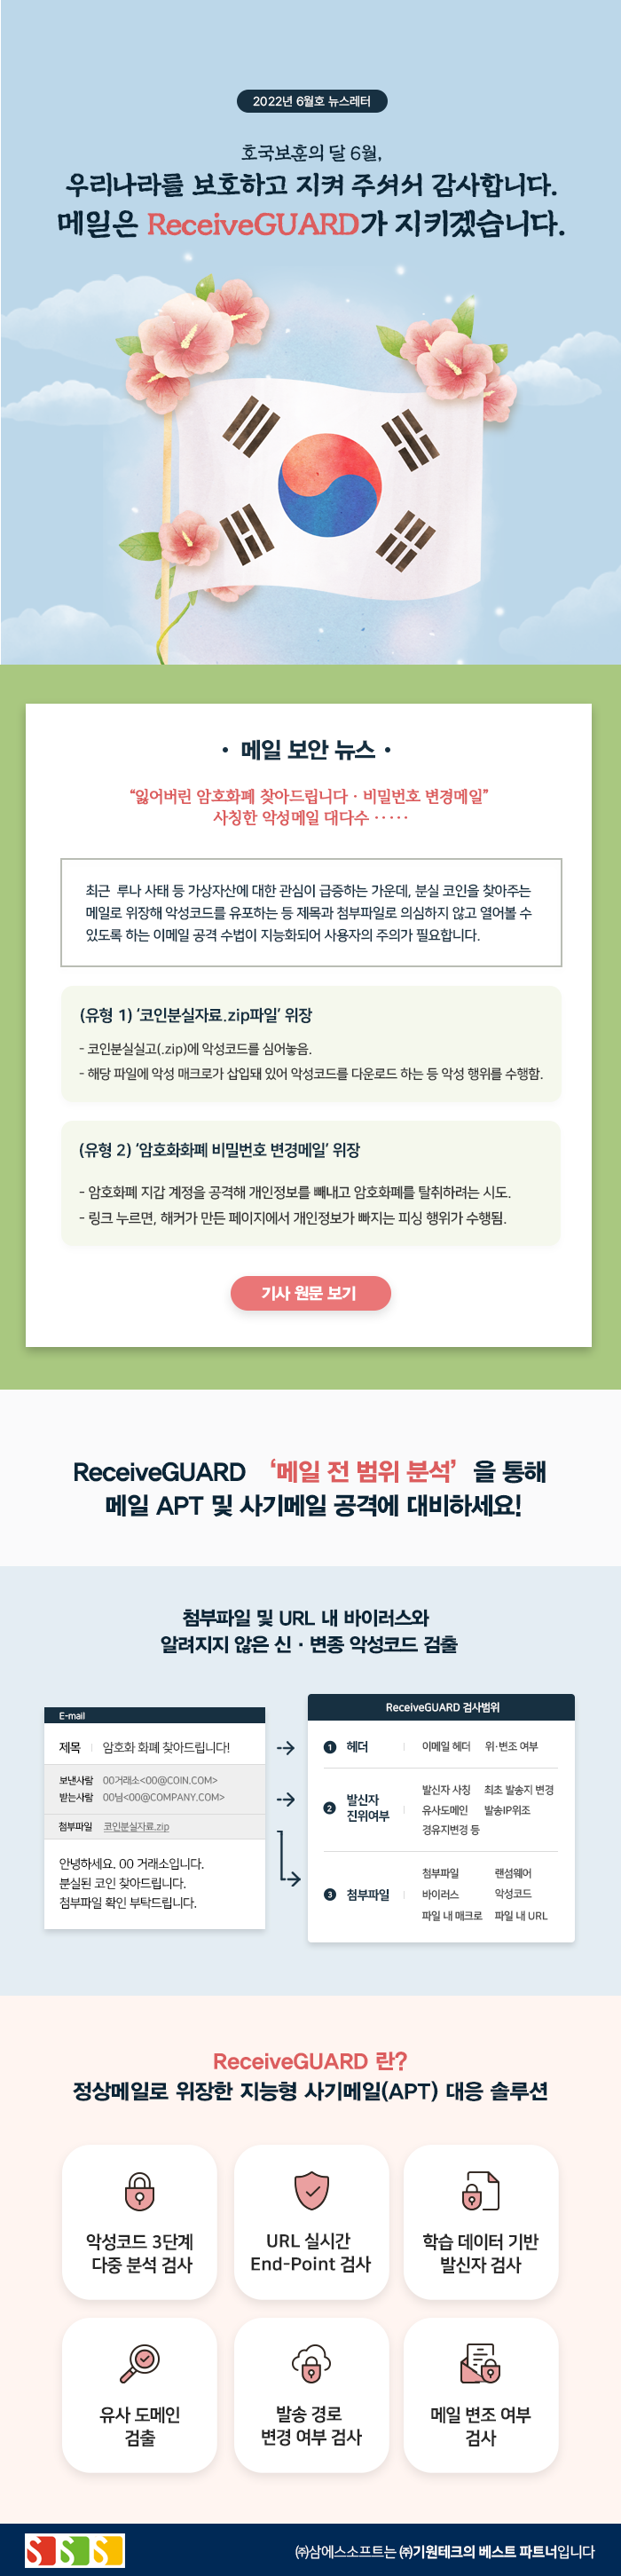 2022년 6월호 뉴스레터
호국보훈의 달 6월,
우리나라를 보호하고 지켜 주셔서 감사합니다.
메일은 ReceiveGUARD가 지키겠습니다.
• 메일 보안 뉴스 •
“잃어버린 암호화폐 찾아드립니다 · 비밀번호 변경메일”
사칭한 악성메일 대다수 ·····
최근 루나 사태 등 가상자산에 대한 관심이 급증하는 가운데, 분실 코인을 찾아주는
메일로 위장해 악성코드를 유포하는 등 제목과 첨부파일로 의심하지 않고 열어볼 수
있도록 하는 이메일 공격 수법이 지능화되어 사용자의 주의가 필요합니다.
(유형 1) ‘코인분실자료.zip파일’ 위장
- 코인분실실고(.zip)에 악성코드를 심어놓음.
- 해당 파일에 악성 매크로가 삽입돼 있어 악성코드를 다운로드 하는 등 악성 행위를 수행함.
(유형 2) ‘암호화화폐 비밀번호 변경메일’ 위장
- 암호화폐 지갑 계정을 공격해 개인정보를 빼내고 암호화폐를 탈취하려는 시도.
- 링크 누르면, 해커가 만든 페이지에서 개인정보가 빠지는 피싱 행위가 수행됨.
기사 원문 보기
ReceiveGUARD ‘메일 전 범위 분석’ 을 통해
메일 APT 및 사기메일 공격에 대비하세요!
첨부파일 및 URL 내 바이러스와
알려지지 않은 신 · 변종 악성코드 검출
E-mail
제목 암호화 화폐 찾아드립니다!
보낸사람 00거래소<00@COIN.COM>
받는사람 00님<00@COMPANY.COM>
첨부파일 코인분실자료.zip
안녕하세요. 00 거래소입니다.
분실된 코인 찾아드립니다.
첨부파일 확인 부탁드립니다.
ReceiveGUARD 검사범위
1 헤더 이메일 헤더 위·변조 여부
2 발신자 진위여부
발신자 사칭 최초 발송지 변경
유사도메인 발송IP위조
경유지변경 등
3 첨부파일
첨부파일 랜섬웨어
바이러스 악성코드
파일 내 매크로 파일 내 URL
ReceiveGUARD 란?
정상메일로 위장한 지능형 사기메일(APT) 대응 솔루션
악성코드 3단계
다중 분석 검사
URL 실시간
End-Point 검사
학습 데이터 기반
발신자 검사
유사 도메인
검출
발송 경로
변경 여부 검사
메일 변조 여부
검사
SSS
㈜삼에스소프트는 ㈜기원테크의 베스트 파트너입니다